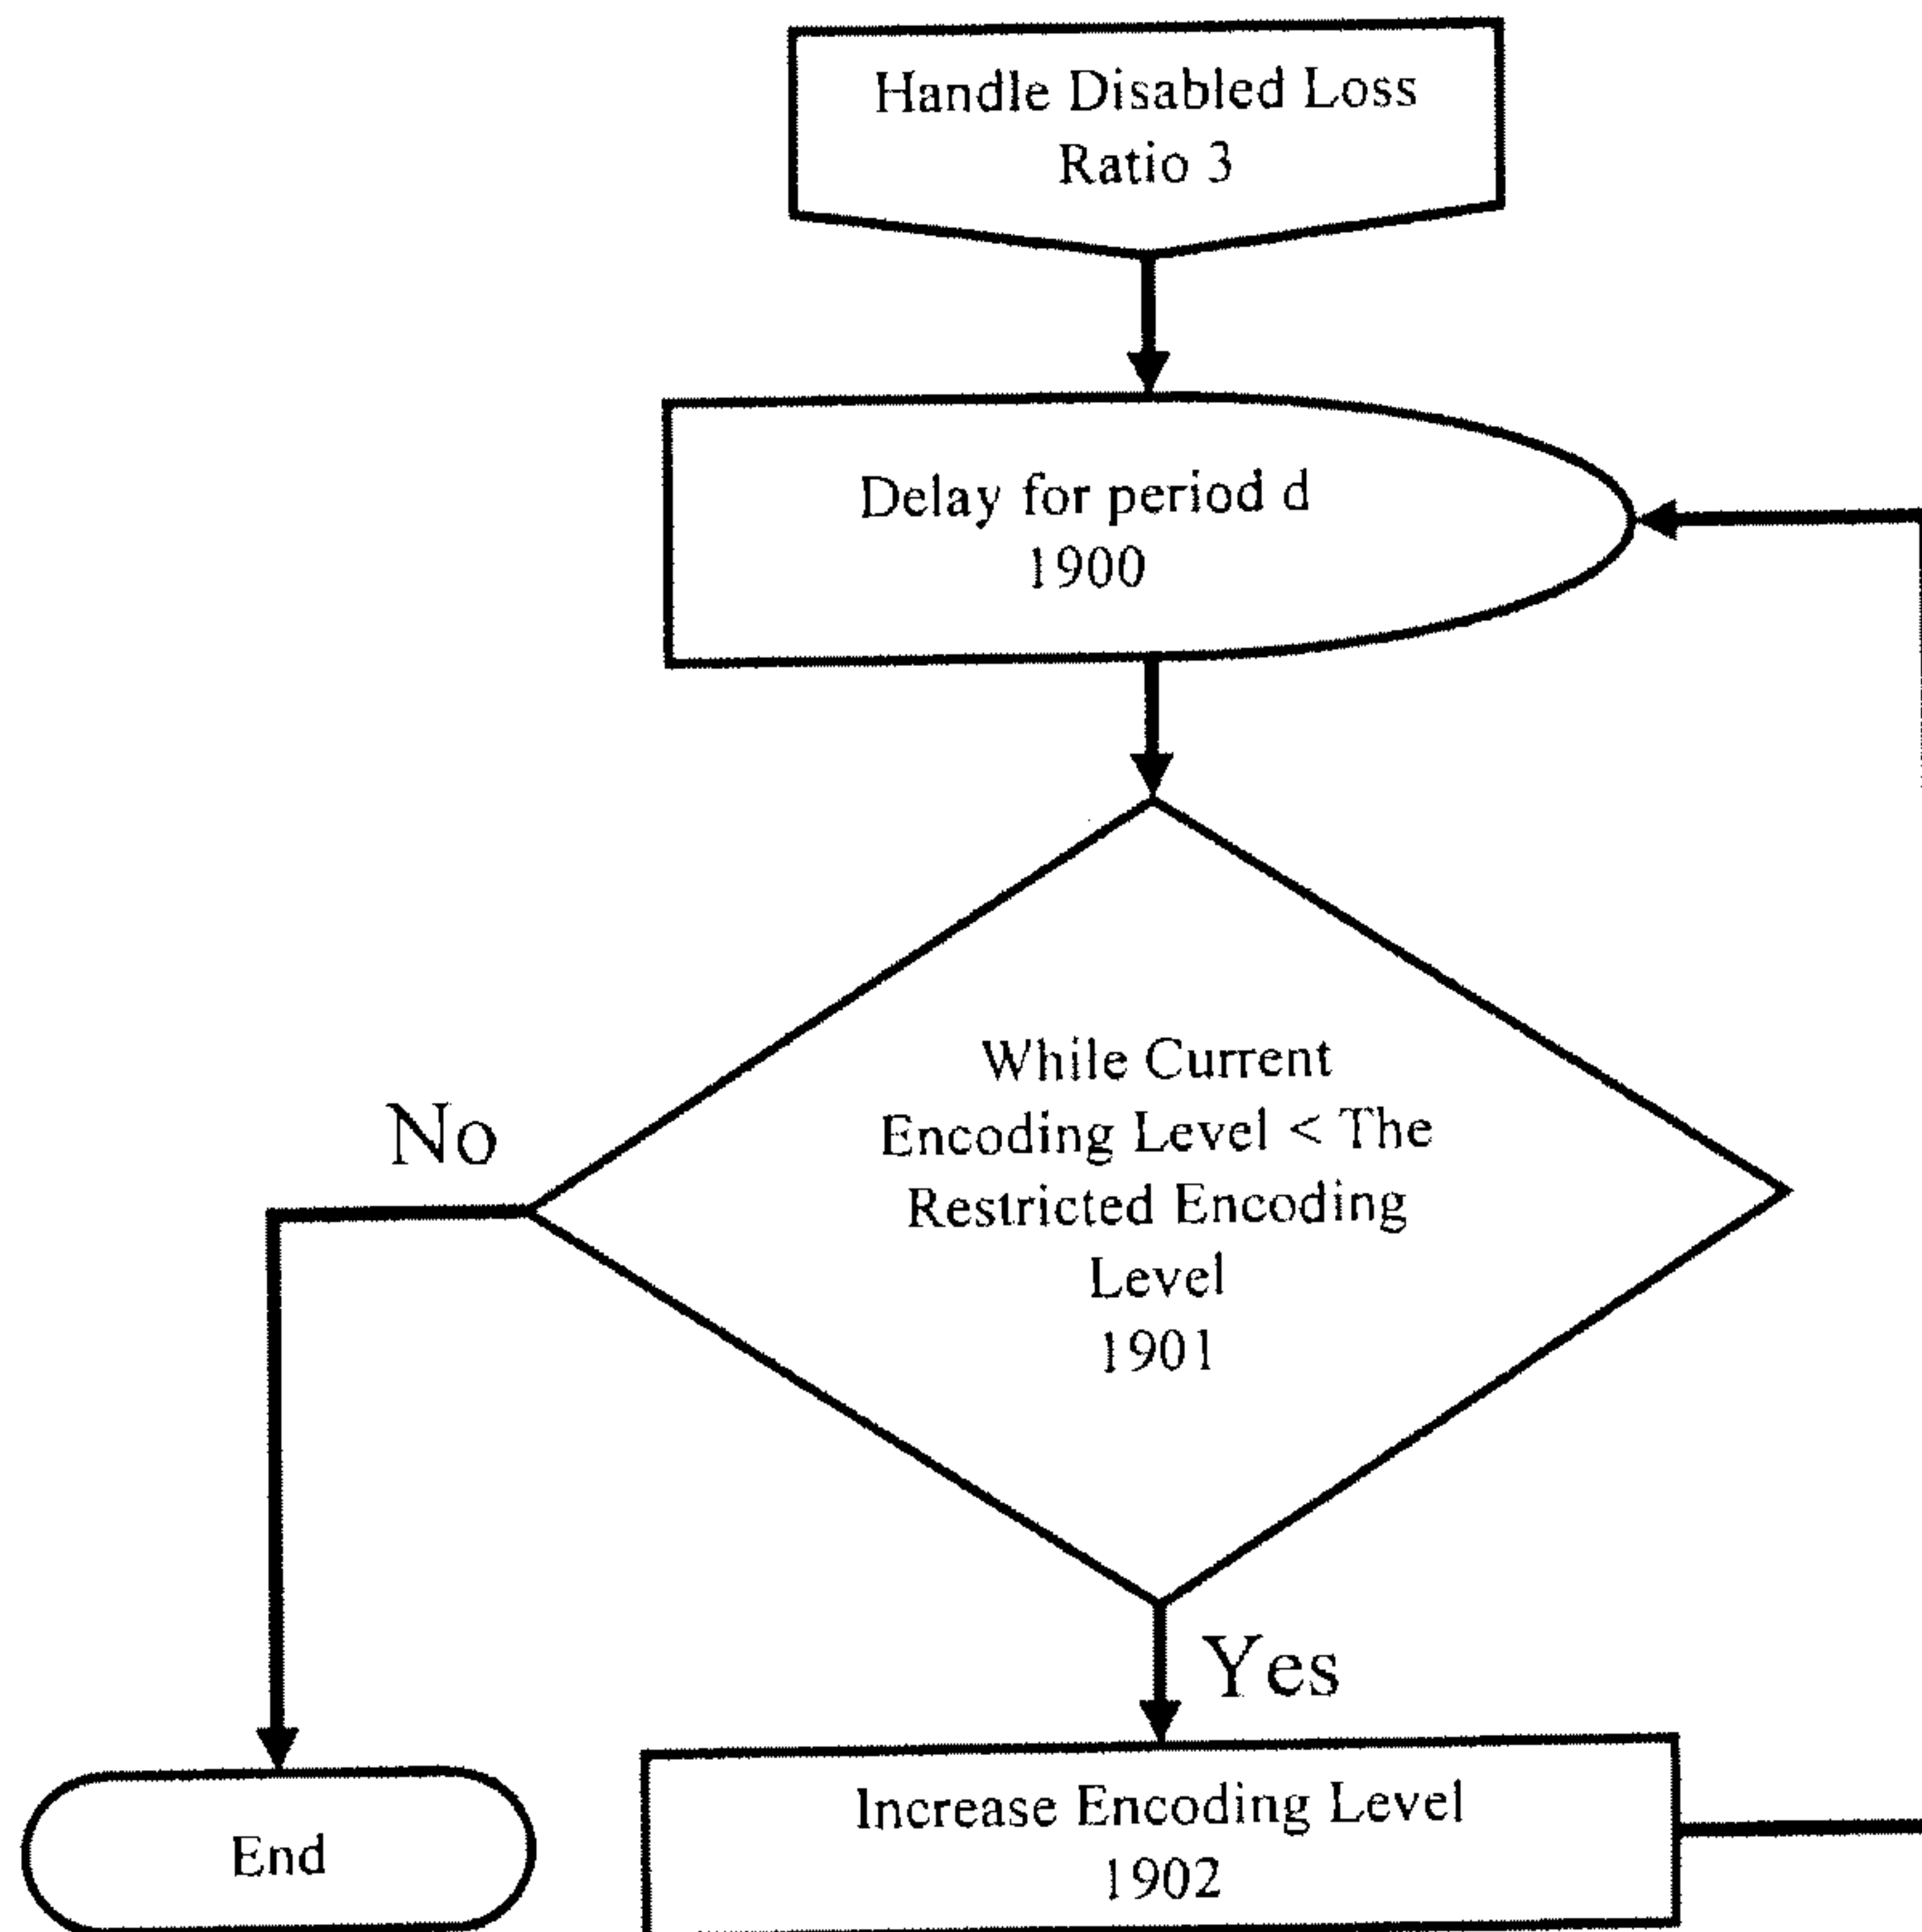 Handle Disabled Loss
Ratio 3
Delay for period d
1900
While Current
Encoding Level < The
Restricted Encoding
Level
1901
No
Yes
Increase Encoding Level
1902
End